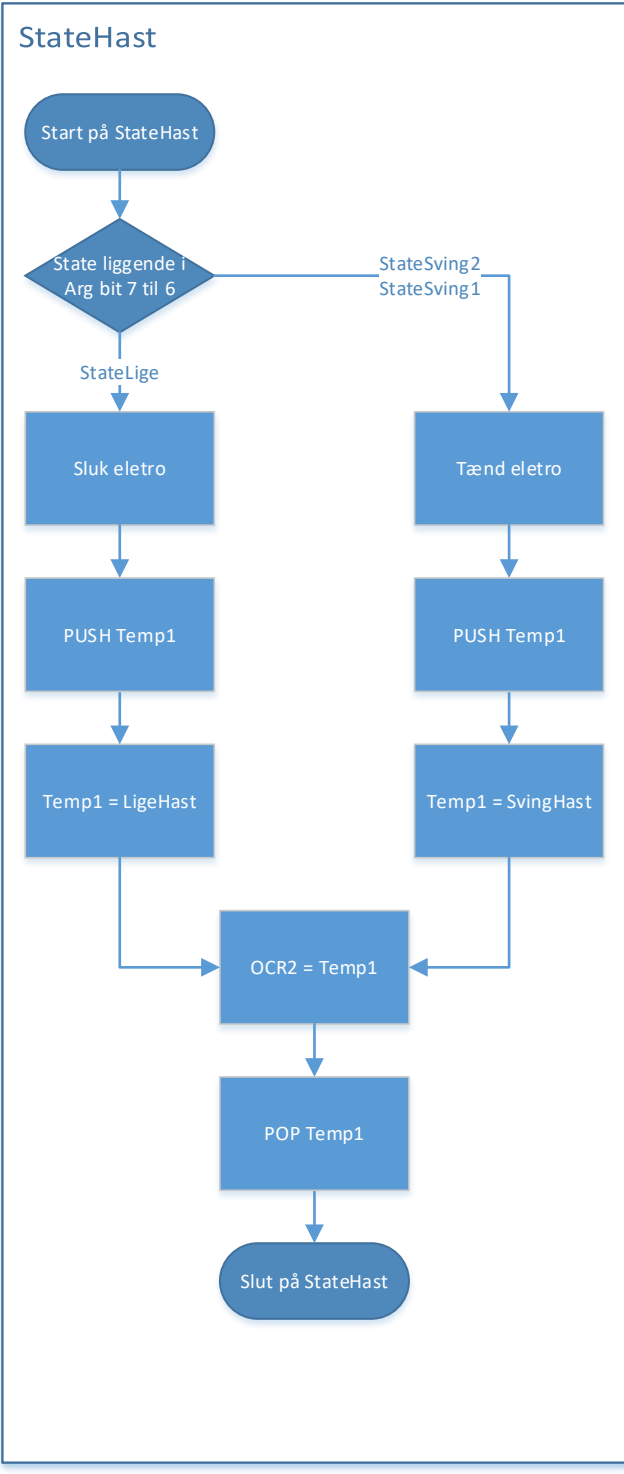 StateHast
Start på StateHast
State liggende i
Arg bit 7 til 6
StateSving2
StateSving1
StateLige
Sluk eletro
Tænd eletro
PUSH Temp1
PUSH Temp1
Temp1 = LigeHast
Temp1 = SvingHast
OCR2 = Temp1
POP Temp1
Slut på StateHast